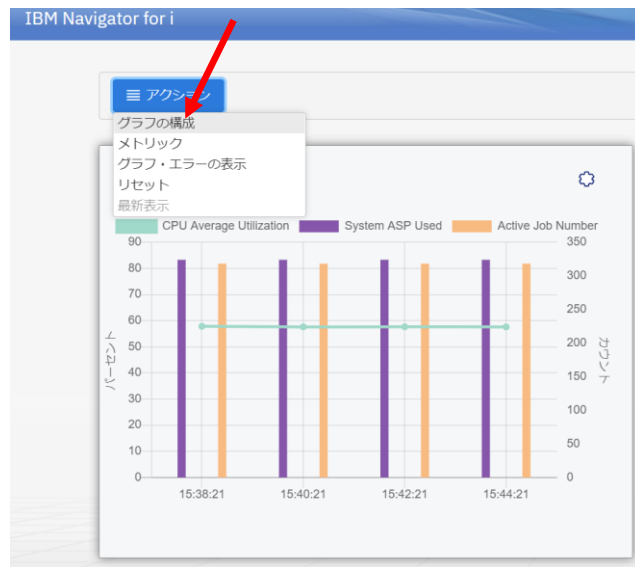 IBM Navigator for i
アクション
グラフの構成
メトリック
グラフ・エラーの表示
リセット
最新表示
CPU Average Utilization System ASP Used Active Job Number
90 350
80 300
70 250
60 200
50 150
40 100
30 50
20 0
10
0
パーセント
カウント
15:38:21 15:40:21 15:42:21 15:44:21